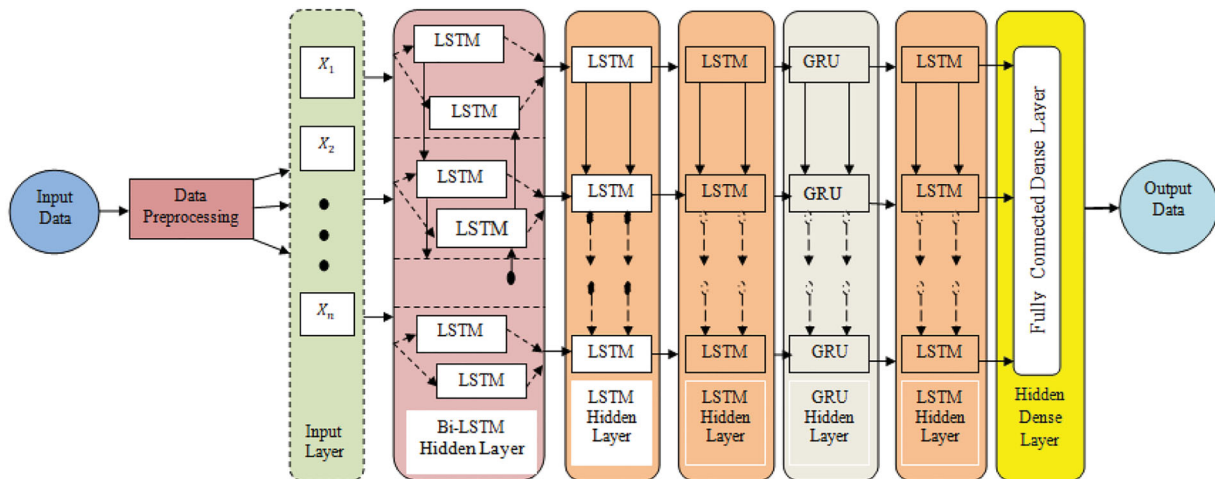 Input
Data
Data
Preprocessing
X1
X2
Xn
Input
Layer
LSTM
LSTM
LSTM
LSTM
LSTM
LSTM
Bi-LSTM
Hidden Layer
LSTM
LSTM
LSTM
LSTM
Hidden
Layer
LSTM
LSTM
LSTM
LSTM
Hidden
Layer
GRU
GRU
GRU
GRU
Hidden
Layer
LSTM
LSTM
LSTM
LSTM
Hidden
Layer
Fully Connected Dense Layer
Hidden
Dense
Layer
Output
Data